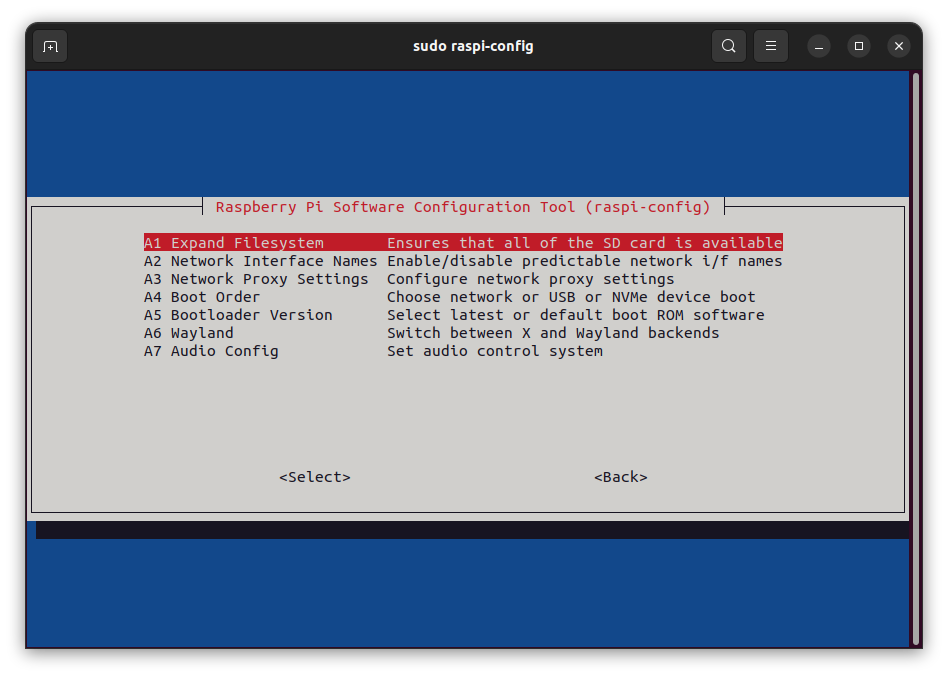 sudo raspi-config
Raspberry Pi Software Configuration Tool (raspi-config)
A1 Expand Filesystem Ensures that all of the SD card is available
A2 Network Interface Names Enable/disable predictable network i/f names
A3 Network Proxy Settings Configure network proxy settings
A4 Boot Order Choose network or USB or NVMe device boot
A5 Bootloader Version Select latest or default boot ROM software
A6 Wayland Switch between X and Wayland backends
A7 Audio Config Set audio control system
<Select> <Back>